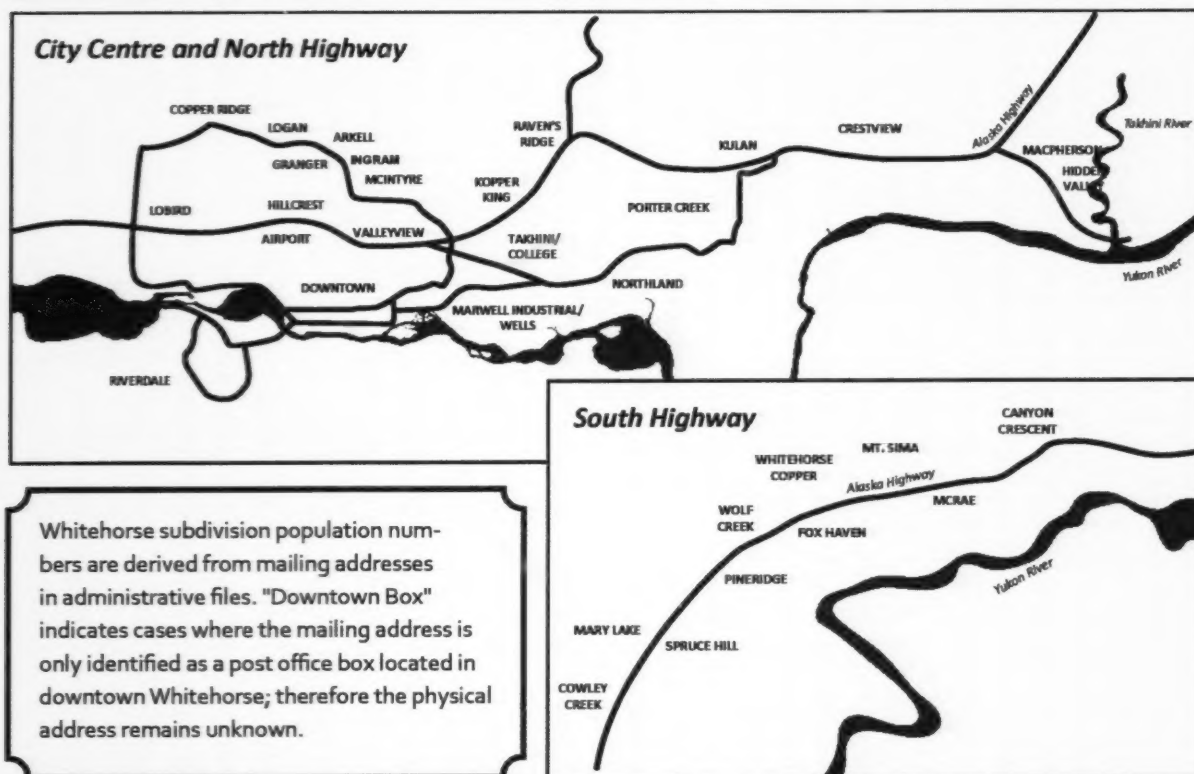 City Centre and North Highway
COPPER RIDGE
LOGAN
ARKELL
GRANGER
INGRAM
MCINTYRE
RAVEN'S
RIDGE
KOPPER
KING
KULAN
CRESTVIEW
Alaska Highway
Takhini River
MACPHERSON
HIDDEN
VALLEY
LOBIRD
HILLCREST
AIRPORT
VALLEYVIEW
TAKHINI/
COLLEGE
PORTER CREEK
DOWNTOWN
NORTHLAND
MARWELL INDUSTRIAL/
WELLS
Yukon River
RIVERDALE
South Highway
CANYON
CRESCENT
MT. SIMA
WHITEHORSE
COPPER
Alaska Highway
MCRAE
WOLF
CREEK
FOX HAVEN
PINERIDGE
Yukon River
MARY LAKE
SPRUCE HILL
COWLEY
CREEK
Whitehorse subdivision population num-
bers are derived from mailing addresses
in administrative files. "Downtown Box"
indicates cases where the mailing address is
only identified as a post office box located in
downtown Whitehorse; therefore the physical
address remains unknown.